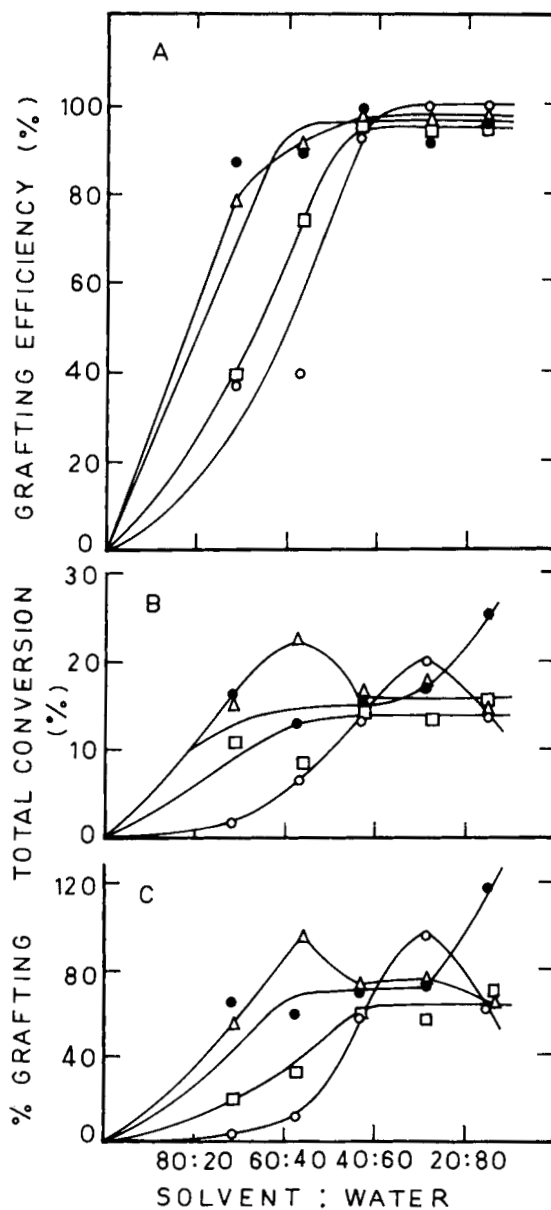 A
GRAFTING EFFICIENCY (%)
100
80
60
40
20
0
B
TOTAL CONVERSION
(%)
30
20
10
0
C
% GRAFTING
120
80
40
0
80:20 60:40 40:60 20:80
SOLVENT : WATER